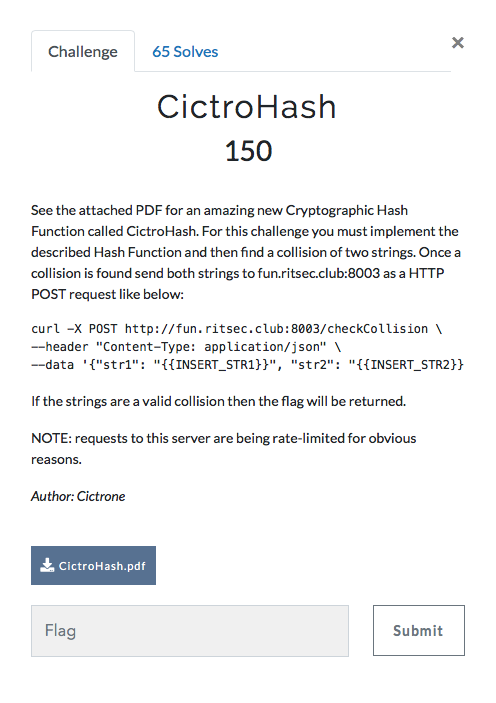 Challenge
65 Solves
×
CictroHash
150
See the attached PDF for an amazing new Cryptographic Hash
Function called CictroHash. For this challenge you must implement the
described Hash Function and then find a collision of two strings. Once a
collision is found send both strings to fun.ritsec.club:8003 as a HTTP
POST request like below:
curl -X POST http://fun.ritsec.club:8003/checkCollision \
--header "Content-Type: application/json" \
--data '{"str1": "{{INSERT_STR1}}", "str2": "{{INSERT_STR2}}
If the strings are a valid collision then the flag will be returned.
NOTE: requests to this server are being rate-limited for obvious
reasons.
Author: Cictrone
CictroHash.pdf
Flag
Submit